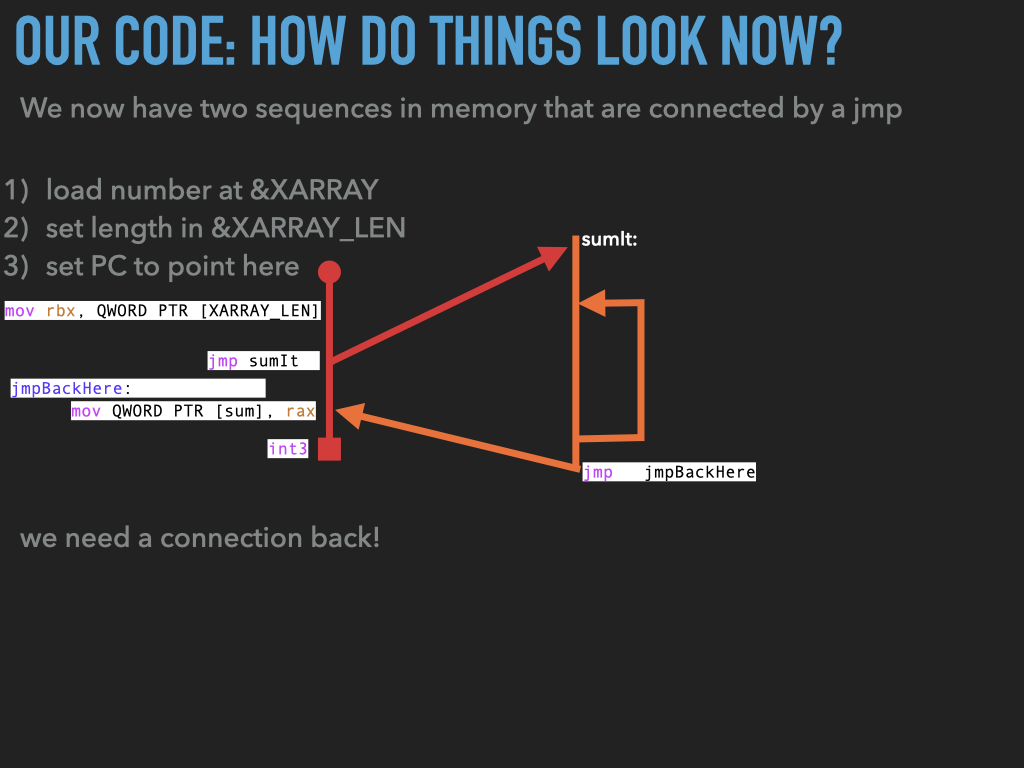 OUR CODE: HOW DO THINGS LOOK NOW?
We now have two sequences in memory that are connected by a jmp
1) load number at &XARRAY
2) set length in &XARRAY_LEN
3) set PC to point here
sumIt:
mov rbx, QWORD PTR [XARRAY_LEN]
jmp sumIt
jmpBackHere:
mov QWORD PTR [sum], rax
int3
jmp jmpBackHere
we need a connection back!